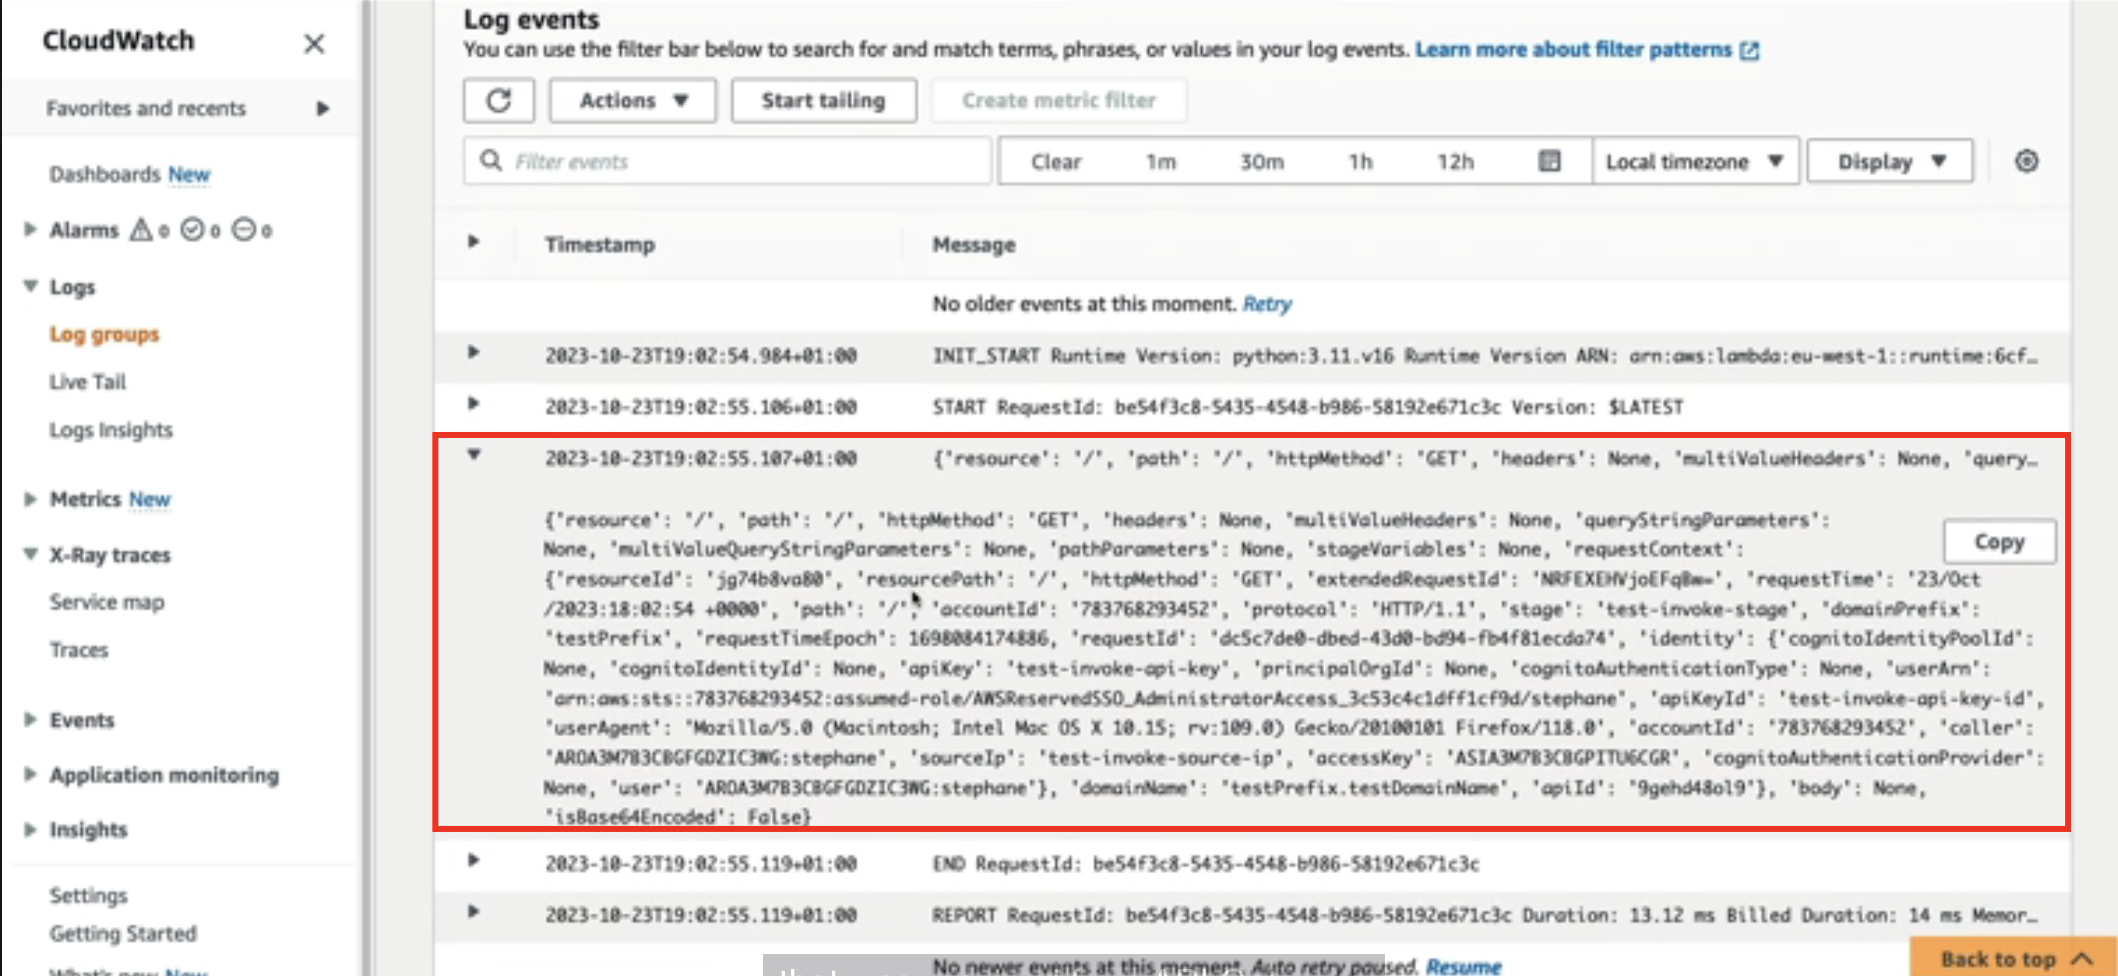 CloudWatch
Favorites and recents
Dashboards New
Alarms 0 0 0
Logs
Log groups
Live Tail
Logs Insights
Metrics New
X-Ray traces
Service map
Traces
Events
Application monitoring
Insights
Settings
Getting Started
What's new New
Log events
You can use the filter bar below to search for and match terms, phrases, or values in your log events. Learn more about filter patterns
Actions Start tailing Create metric filter
Filter events Clear 1m 30m 1h 12h Local timezone Display
Timestamp Message
No older events at this moment. Retry
2023-10-23T19:02:54.984+01:00 INIT_START Runtime Version: python:3.11.v16 Runtime Version ARN: arn:aws:lambda:eu-west-1::runtime:6cf…
2023-10-23T19:02:55.106+01:00 START RequestId: be54f3c8-5435-4548-b986-58192e671c3c Version: $LATEST
2023-10-23T19:02:55.107+01:00 {'resource': '/', 'path': '/', 'httpMethod': 'GET', 'headers': None, 'multiValueHeaders': None, 'query…
{'resource': '/', 'path': '/', 'httpMethod': 'GET', 'headers': None, 'multiValueHeaders': None, 'queryStringParameters':
None, 'multiValueQueryStringParameters': None, 'pathParameters': None, 'stageVariables': None, 'requestContext':
Copy
{'resourceId': 'jg74b8va80', 'resourcePath': '/', 'httpMethod': 'GET', 'extendedRequestId': 'NRFEXEHVjoEFqBw=', 'requestTime': '23/Oct
/2023:18:02:54 +0000', 'path': '/', 'accountId': '783768293452', 'protocol': 'HTTP/1.1', 'stage': 'test-invoke-stage', 'domainPrefix':
'testPrefix', 'requestTimeEpoch': 1698084174886, 'requestId': 'dc5c7de0-dbed-43d0-bd94-fb4f81ecda74', 'identity': {'cognitoIdentityPoolId':
None, 'cognitoIdentityId': None, 'apiKey': 'test-invoke-api-key', 'principalOrgId': None, 'cognitoAuthenticationType': None, 'userArn':
'arn:aws:sts::783768293452:assumed-role/AWSReservedSSO_AdministratorAccess_3c53c4c1dff1cf9d/stephane', 'apiKeyId': 'test-invoke-api-key-id',
'userAgent': 'Mozilla/5.0 (Macintosh; Intel Mac OS X 10.15; rv:109.0) Gecko/20100101 Firefox/118.0', 'accountId': '783768293452', 'caller':
'AROA3M7B3CBGFGDZIC3WG:stephane', 'sourceIp': 'test-invoke-source-ip', 'accessKey': 'ASIA3M7B3CBGPITU6CGR', 'cognitoAuthenticationProvider':
None, 'user': 'AROA3M7B3CBGFGDZIC3WG:stephane'}, 'domainName': 'testPrefix.testDomainName', 'apiId': '9gehd48ol9'}, 'body': None,
'isBase64Encoded': False}
2023-10-23T19:02:55.119+01:00 END RequestId: be54f3c8-5435-4548-b986-58192e671c3c
2023-10-23T19:02:55.119+01:00 REPORT RequestId: be54f3c8-5435-4548-b986-58192e671c3c Duration: 13.12 ms Billed Duration: 14 ms Memor…
No newer events at this moment. Auto retry paused. Resume
Back to top